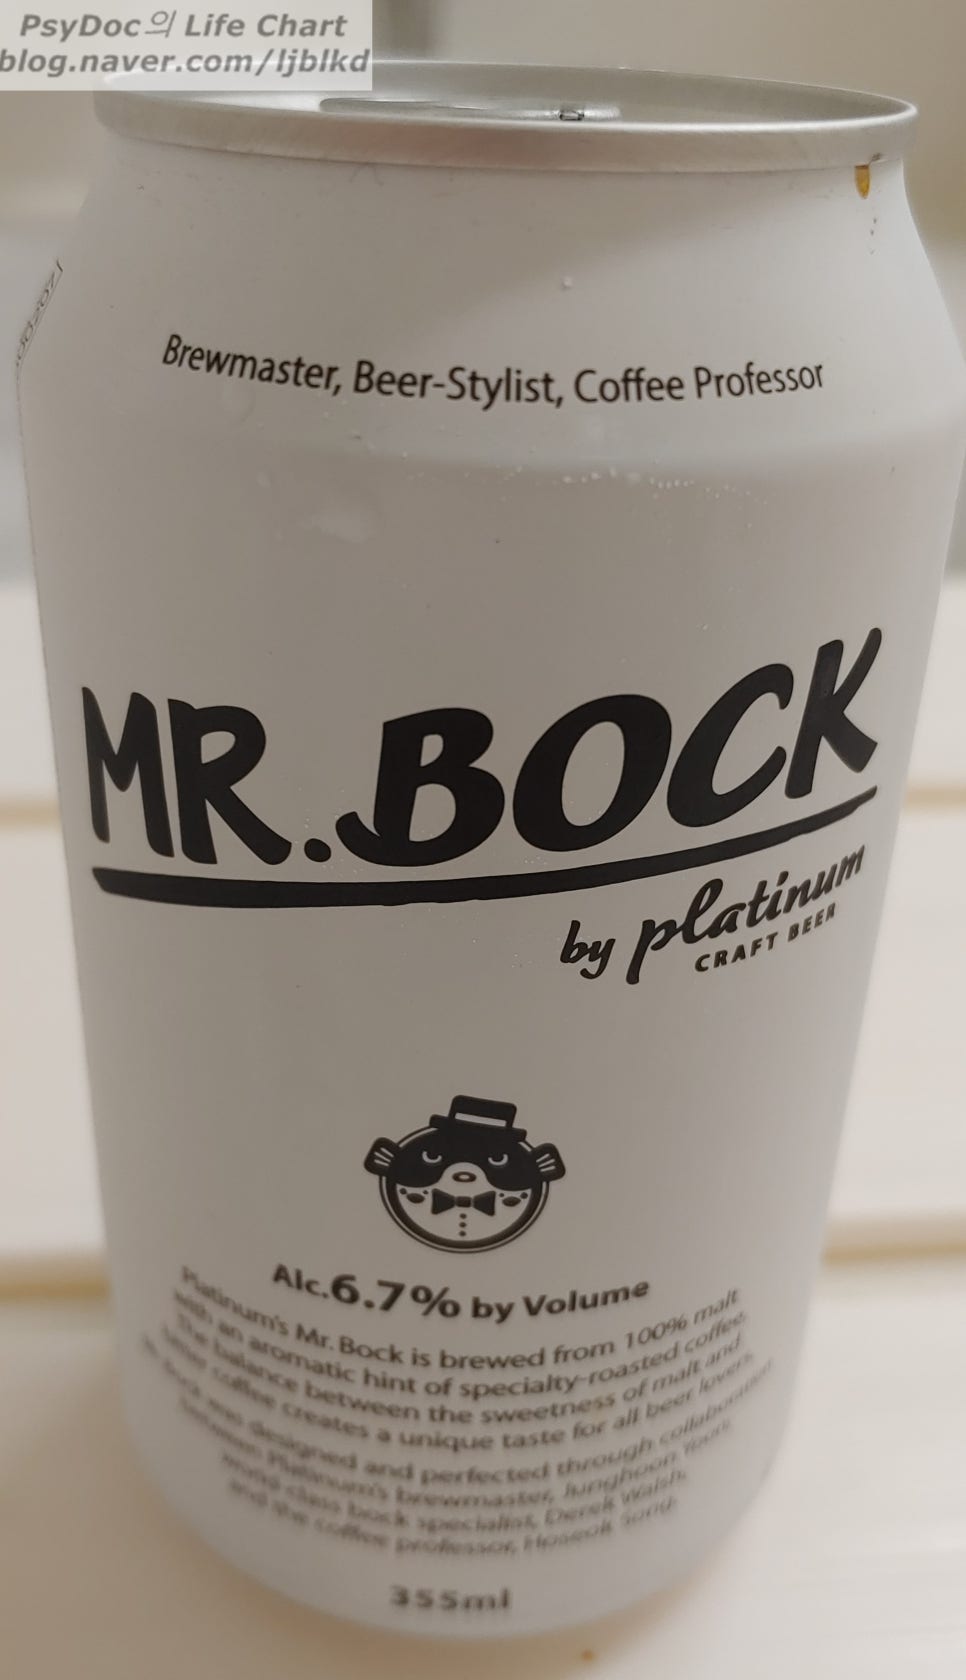 PsyDoc의 Life Chart
blog.naver.com/ljblkd
Brewmaster, Beer-Stylist, Coffee Professor
MR.BOCK
by platinum
CRAFT BEER
Alc.6.7% by Volume
Platinum's Mr. Bock is brewed from 100% malt
with an aromatic hint of specialty-roasted coffee.
The balance between the sweetness of malt and
bitter coffee creates a unique taste for all beer lovers.
Mr. Bock was designed and perfected through collaboration
between Platinum's brewmaster, Junghoon Yoon,
world class bock specialist, Derek Walsh,
and the coffee professor, Hoseok Song.
355ml